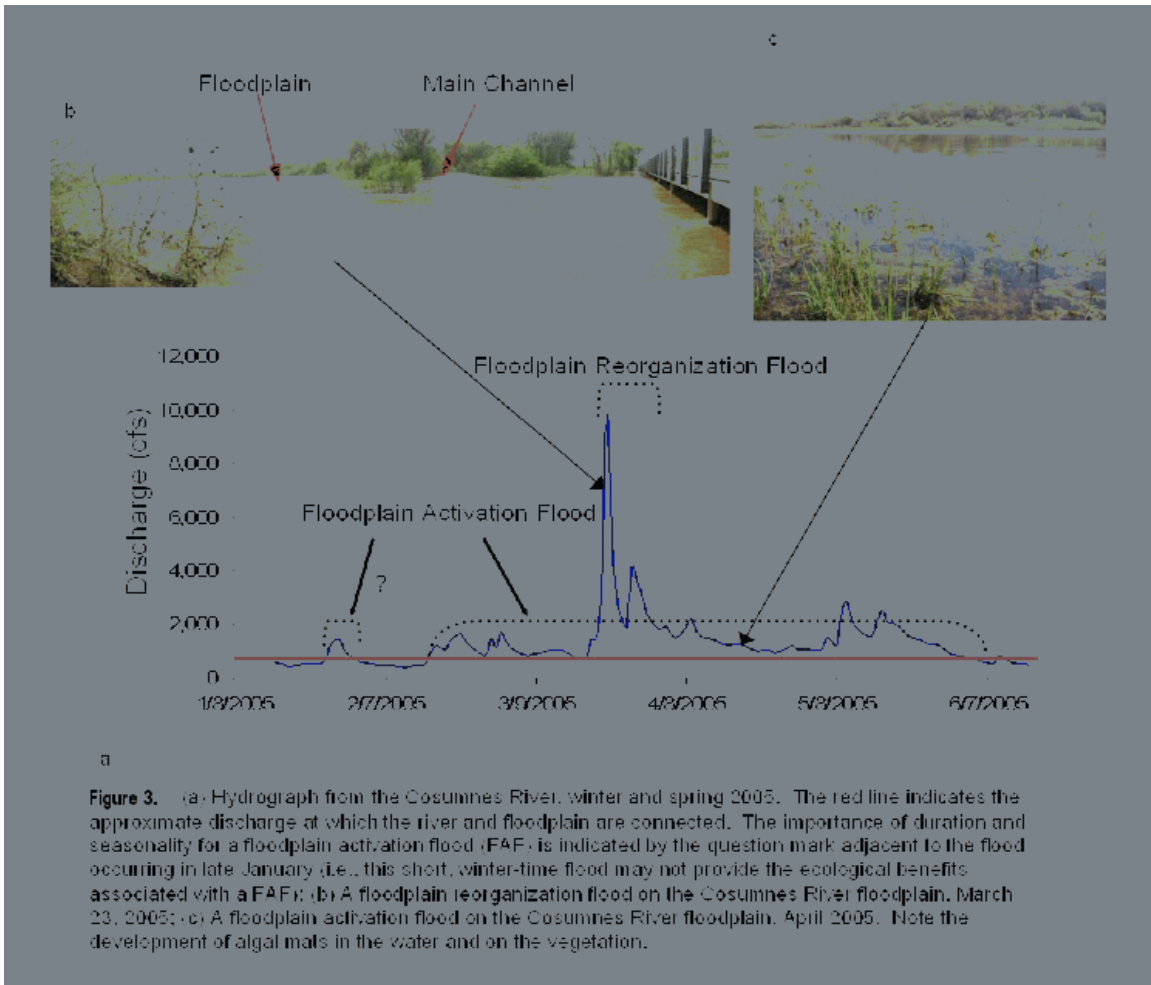 c
Floodplain Main Channel
b
12,000
Floodplain Reorganization Flood
10,000
8,000
Floodplain Activation Flood
6,000
4,000
?
2,000
0
Discharge (cfs)
1/8/2005 2/7/2005 3/9/2005 4/8/2005 5/8/2005 6/7/2005
a
Figure 3. (a) Hydrograph from the Cosumnes River, winter and spring 2005. The red line indicates the
approximate discharge at which the river and floodplain are connected. The importance of duration and
seasonality for a floodplain activation flood (FAF) is indicated by the question mark adjacent to the flood
occurring in late January (i.e., this short, winter-time flood may not provide the ecological benefits
associated with a FAF); (b) A floodplain reorganization flood on the Cosumnes River floodplain, March
23, 2005; (c) A floodplain activation flood on the Cosumnes River floodplain, April 2005. Note the
development of algal mats in the water and on the vegetation.